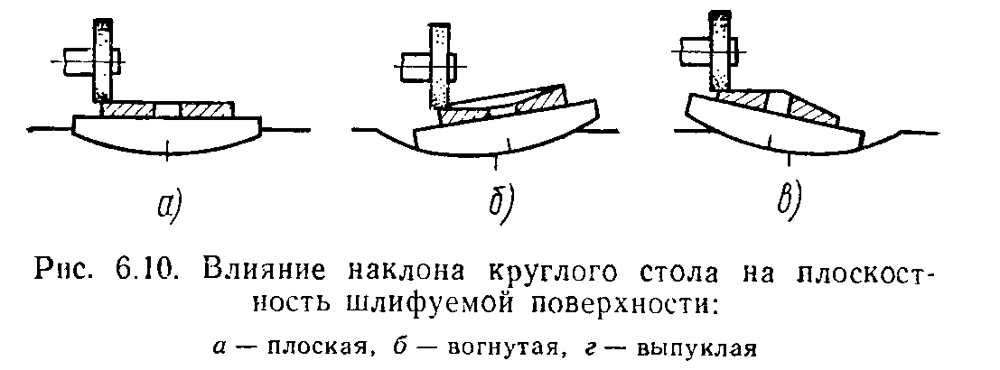 а) б) в)
Рис. 6.10. Влияние наклона круглого стола на плоскост-
ность шлифуемой поверхности:
а — плоская, б — вогнутая, г — выпуклая